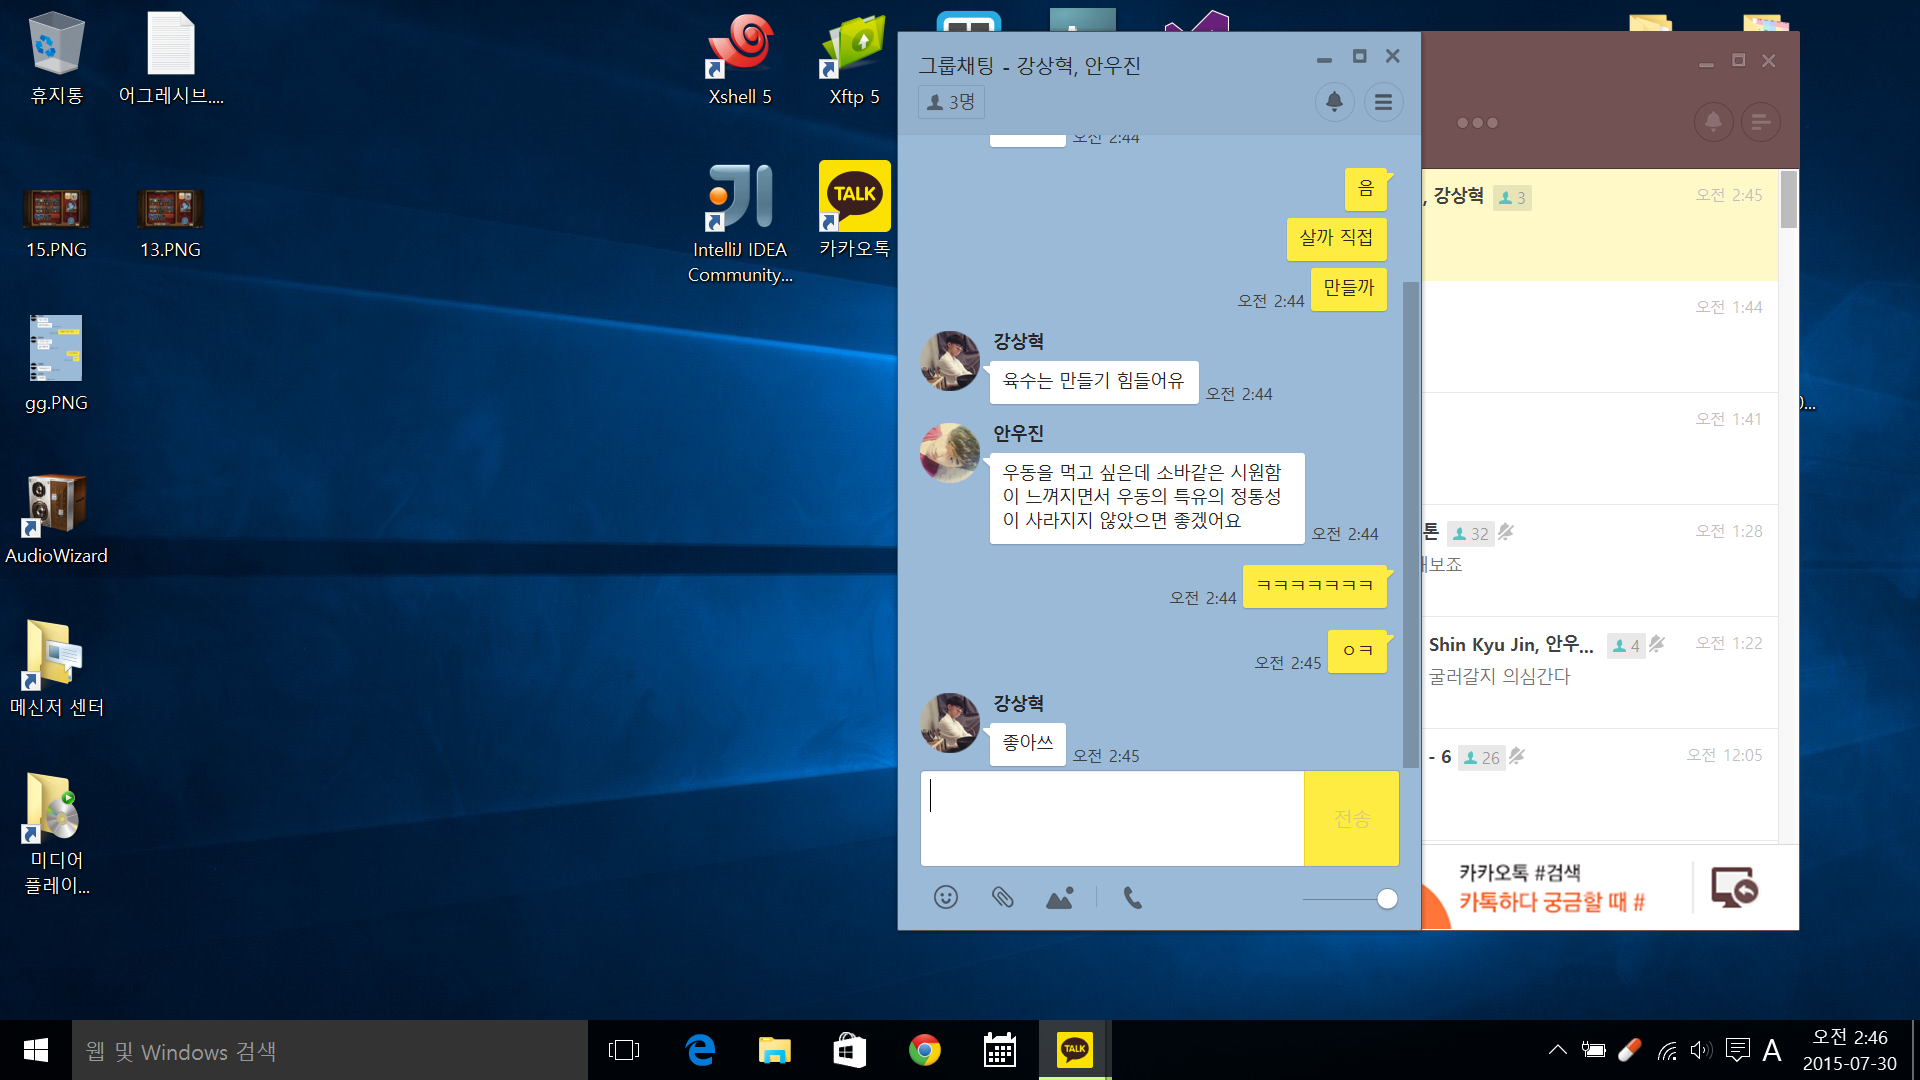 휴지통
어그레시브....
15.PNG
13.PNG
gg.PNG
AudioWizard
메신저 센터
미디어
플레이...
Xshell 5
Xftp 5
IntelliJ IDEA
Community...
TALK
카카오톡
그룹채팅 - 강상혁, 안우진
3명
오전 2:44
음
살까 직접
만들까
오전 2:44
강상혁
육수는 만들기 힘들어유
오전 2:44
안우진
우동을 먹고 싶은데 소바같은 시원함
이 느껴지면서 우동의 특유의 정통성
이 사라지지 않았으면 좋겠어요
오전 2:44
ㅋㅋㅋㅋㅋㅋㅋ
오전 2:44
ㅇㅋ
오전 2:45
강상혁
좋아쓰
오전 2:45
전송
, 강상혁 3 오전 2:45
오전 1:44
오전 1:41
톤 32 오전 1:28
해보죠
Shin Kyu Jin, 안우... 4 오전 1:22
굴러갈지 의심간다
- 6 26 오전 12:05
카카오톡 #검색
카톡하다 궁금할 때 #
웹 및 Windows 검색
TALK
A
오전 2:46
2015-07-30